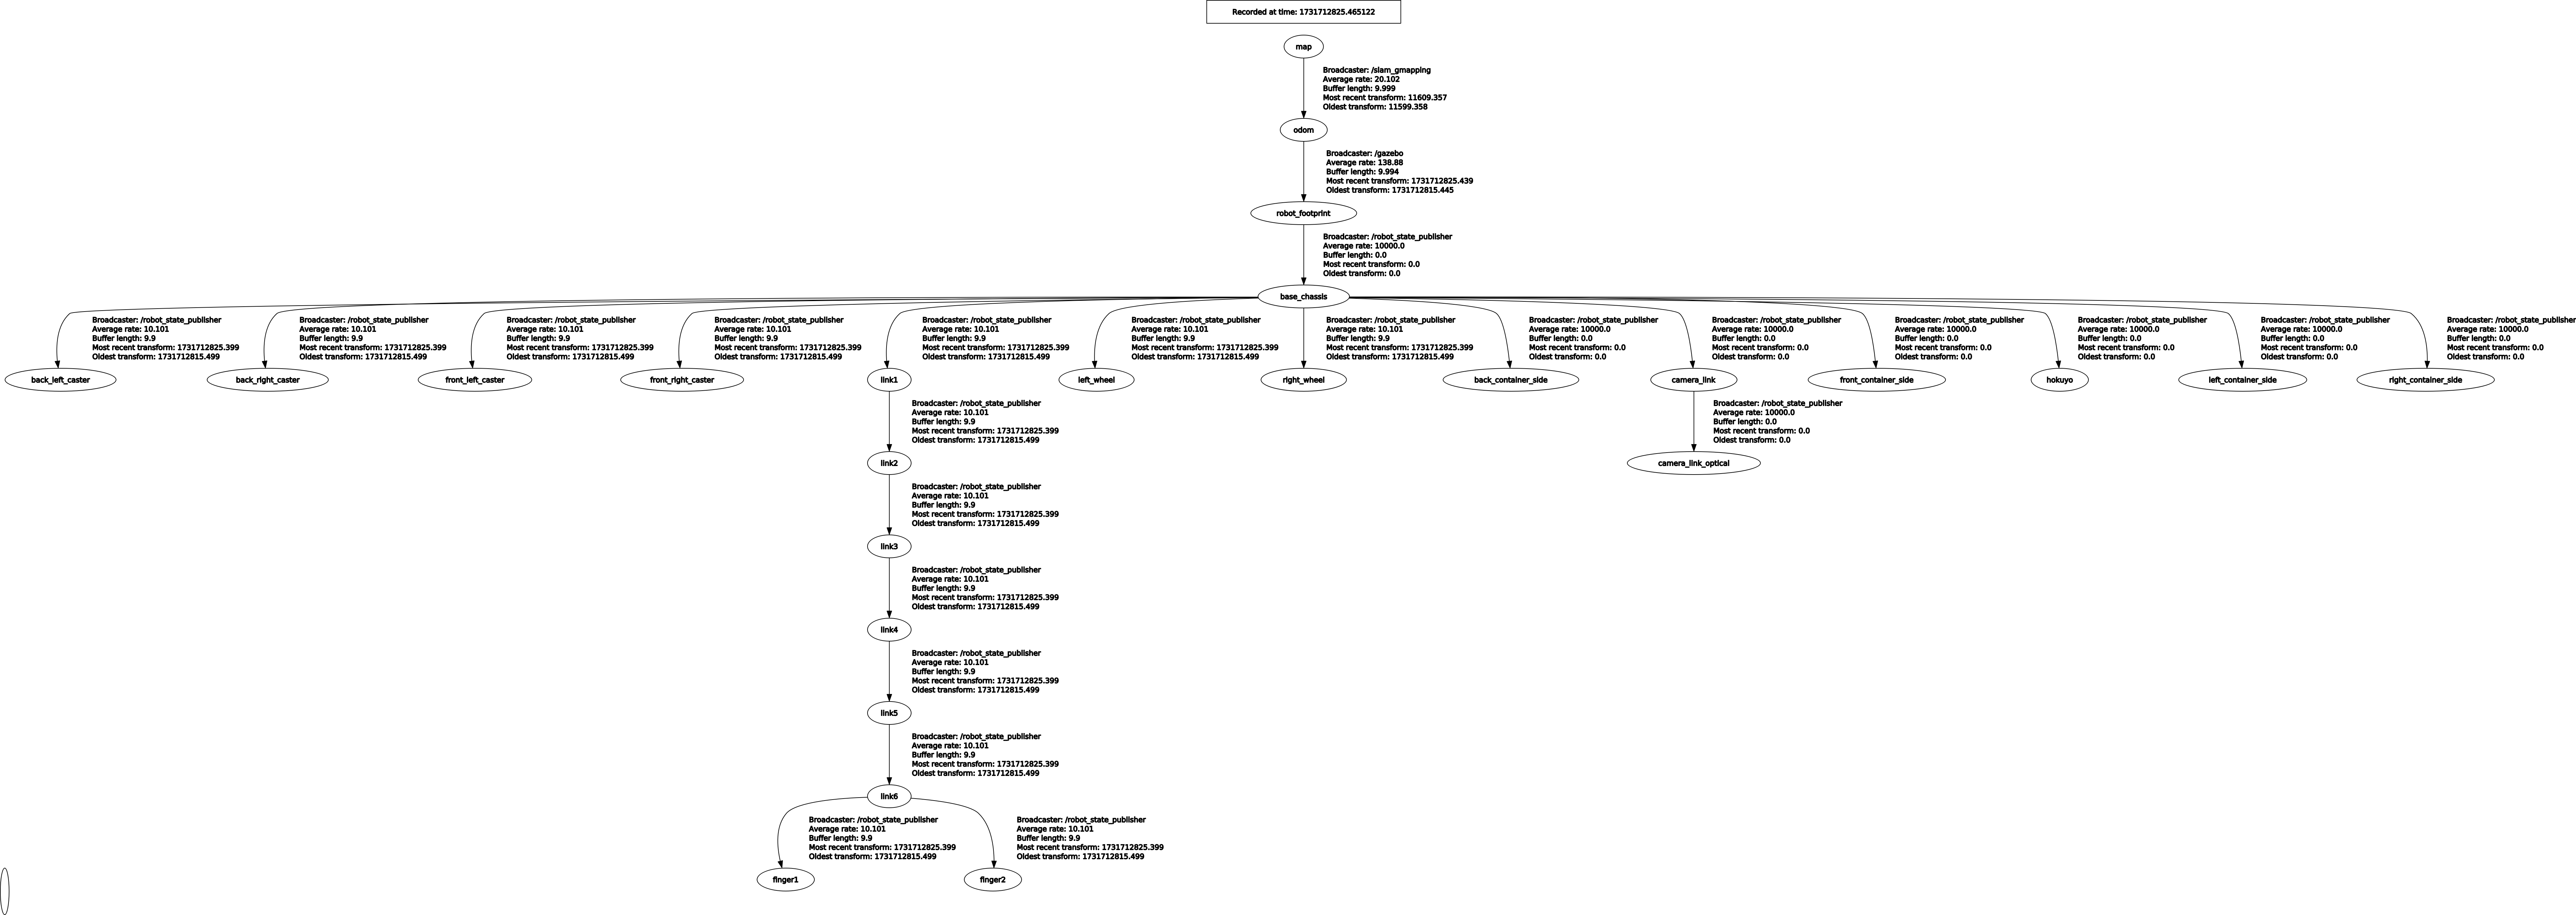 Recorded at time: 1731712825.465122
map
Broadcaster: /slam_gmapping
Average rate: 20.102
Buffer length: 9.999
Most recent transform: 11609.357
Oldest transform: 11599.358
odom
Broadcaster: /gazebo
Average rate: 138.88
Buffer length: 9.994
Most recent transform: 1731712825.439
Oldest transform: 1731712815.445
robot_footprint
Broadcaster: /robot_state_publisher
Average rate: 10000.0
Buffer length: 0.0
Most recent transform: 0.0
Oldest transform: 0.0
base_chassis
Broadcaster: /robot_state_publisher
Average rate: 10.101
Buffer length: 9.9
Most recent transform: 1731712825.399
Oldest transform: 1731712815.499
back_left_caster
Broadcaster: /robot_state_publisher
Average rate: 10.101
Buffer length: 9.9
Most recent transform: 1731712825.399
Oldest transform: 1731712815.499
back_right_caster
Broadcaster: /robot_state_publisher
Average rate: 10.101
Buffer length: 9.9
Most recent transform: 1731712825.399
Oldest transform: 1731712815.499
front_left_caster
Broadcaster: /robot_state_publisher
Average rate: 10.101
Buffer length: 9.9
Most recent transform: 1731712825.399
Oldest transform: 1731712815.499
front_right_caster
Broadcaster: /robot_state_publisher
Average rate: 10.101
Buffer length: 9.9
Most recent transform: 1731712825.399
Oldest transform: 1731712815.499
link1
Broadcaster: /robot_state_publisher
Average rate: 10.101
Buffer length: 9.9
Most recent transform: 1731712825.399
Oldest transform: 1731712815.499
left_wheel
Broadcaster: /robot_state_publisher
Average rate: 10.101
Buffer length: 9.9
Most recent transform: 1731712825.399
Oldest transform: 1731712815.499
right_wheel
Broadcaster: /robot_state_publisher
Average rate: 10000.0
Buffer length: 0.0
Most recent transform: 0.0
Oldest transform: 0.0
back_container_side
Broadcaster: /robot_state_publisher
Average rate: 10000.0
Buffer length: 0.0
Most recent transform: 0.0
Oldest transform: 0.0
camera_link
Broadcaster: /robot_state_publisher
Average rate: 10000.0
Buffer length: 0.0
Most recent transform: 0.0
Oldest transform: 0.0
front_container_side
Broadcaster: /robot_state_publisher
Average rate: 10000.0
Buffer length: 0.0
Most recent transform: 0.0
Oldest transform: 0.0
hokuyo
Broadcaster: /robot_state_publisher
Average rate: 10000.0
Buffer length: 0.0
Most recent transform: 0.0
Oldest transform: 0.0
left_container_side
Broadcaster: /robot_state_publisher
Average rate: 10000.0
Buffer length: 0.0
Most recent transform: 0.0
Oldest transform: 0.0
right_container_side
Broadcaster: /robot_state_publisher
Average rate: 10.101
Buffer length: 9.9
Most recent transform: 1731712825.399
Oldest transform: 1731712815.499
link2
Broadcaster: /robot_state_publisher
Average rate: 10000.0
Buffer length: 0.0
Most recent transform: 0.0
Oldest transform: 0.0
camera_link_optical
Broadcaster: /robot_state_publisher
Average rate: 10.101
Buffer length: 9.9
Most recent transform: 1731712825.399
Oldest transform: 1731712815.499
link3
Broadcaster: /robot_state_publisher
Average rate: 10.101
Buffer length: 9.9
Most recent transform: 1731712825.399
Oldest transform: 1731712815.499
link4
Broadcaster: /robot_state_publisher
Average rate: 10.101
Buffer length: 9.9
Most recent transform: 1731712825.399
Oldest transform: 1731712815.499
link5
Broadcaster: /robot_state_publisher
Average rate: 10.101
Buffer length: 9.9
Most recent transform: 1731712825.399
Oldest transform: 1731712815.499
link6
Broadcaster: /robot_state_publisher
Average rate: 10.101
Buffer length: 9.9
Most recent transform: 1731712825.399
Oldest transform: 1731712815.499
finger1
Broadcaster: /robot_state_publisher
Average rate: 10.101
Buffer length: 9.9
Most recent transform: 1731712825.399
Oldest transform: 1731712815.499
finger2